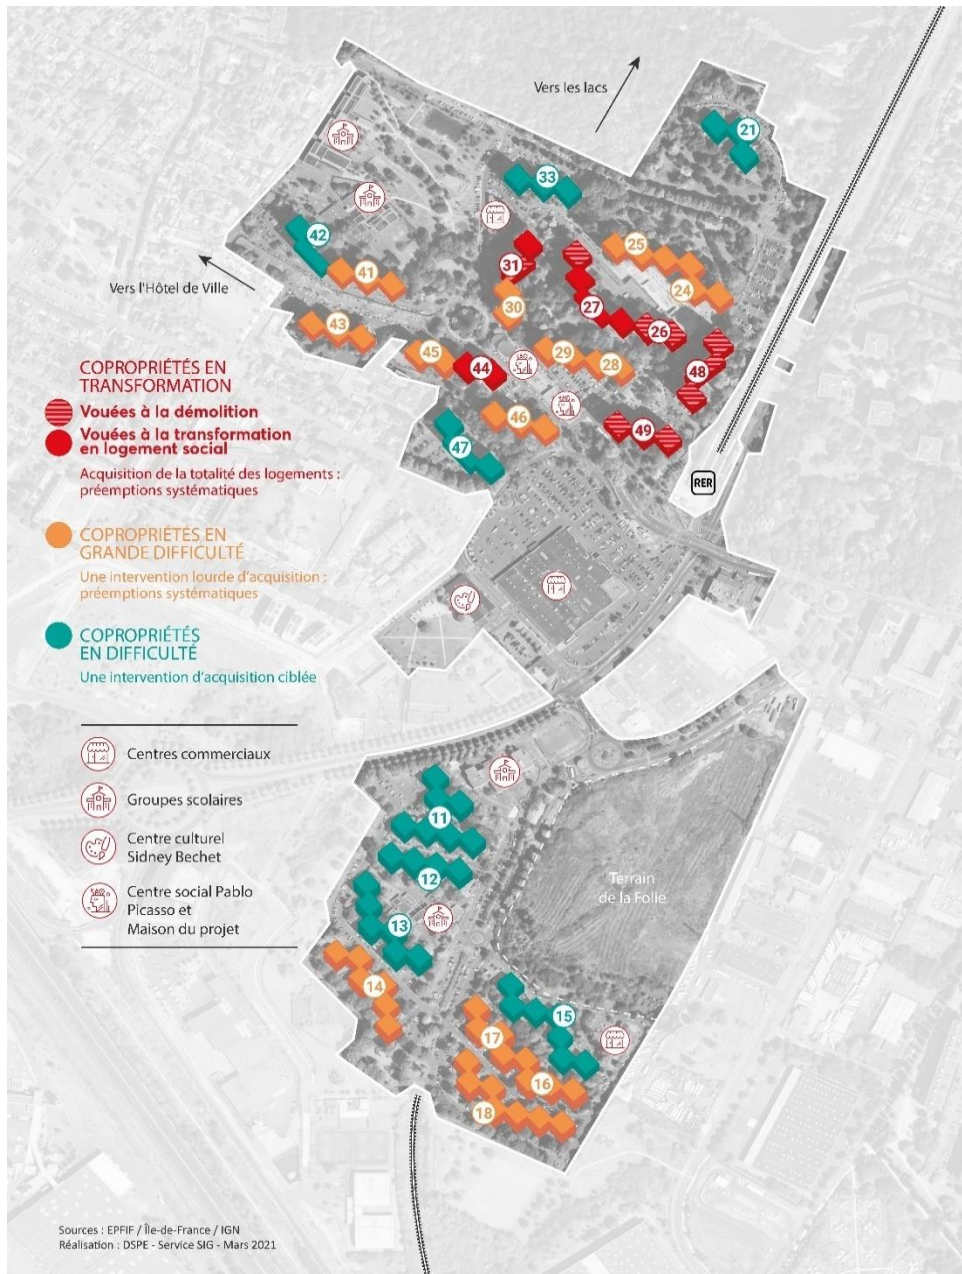 Vers les lacs
21
33
42
25
41
31
24
Vers l'Hôtel de Ville
30
27
43
26
45
29
28
44
48
46
49
47
RER
COPROPRIÉTÉS EN
TRANSFORMATION
Vouées à la démolition
Vouées à la transformation
en logement social
Acquisition de la totalité des logements :
préemptions systématiques
COPROPRIÉTÉS EN
GRANDE DIFFICULTÉ
Une intervention lourde d'acquisition :
préemptions systématiques
COPROPRIÉTÉS
EN DIFFICULTÉ
Une intervention d'acquisition ciblée
Centres commerciaux
Groupes scolaires
Centre culturel
Sidney Bechet
Centre social Pablo
Picasso et
Maison du projet
11
12
Terrain
de la Folie
13
14
15
17
16
18
Sources : EPFIF / Île-de-France / IGN
Réalisation : DSPE - Service SIG - Mars 2021